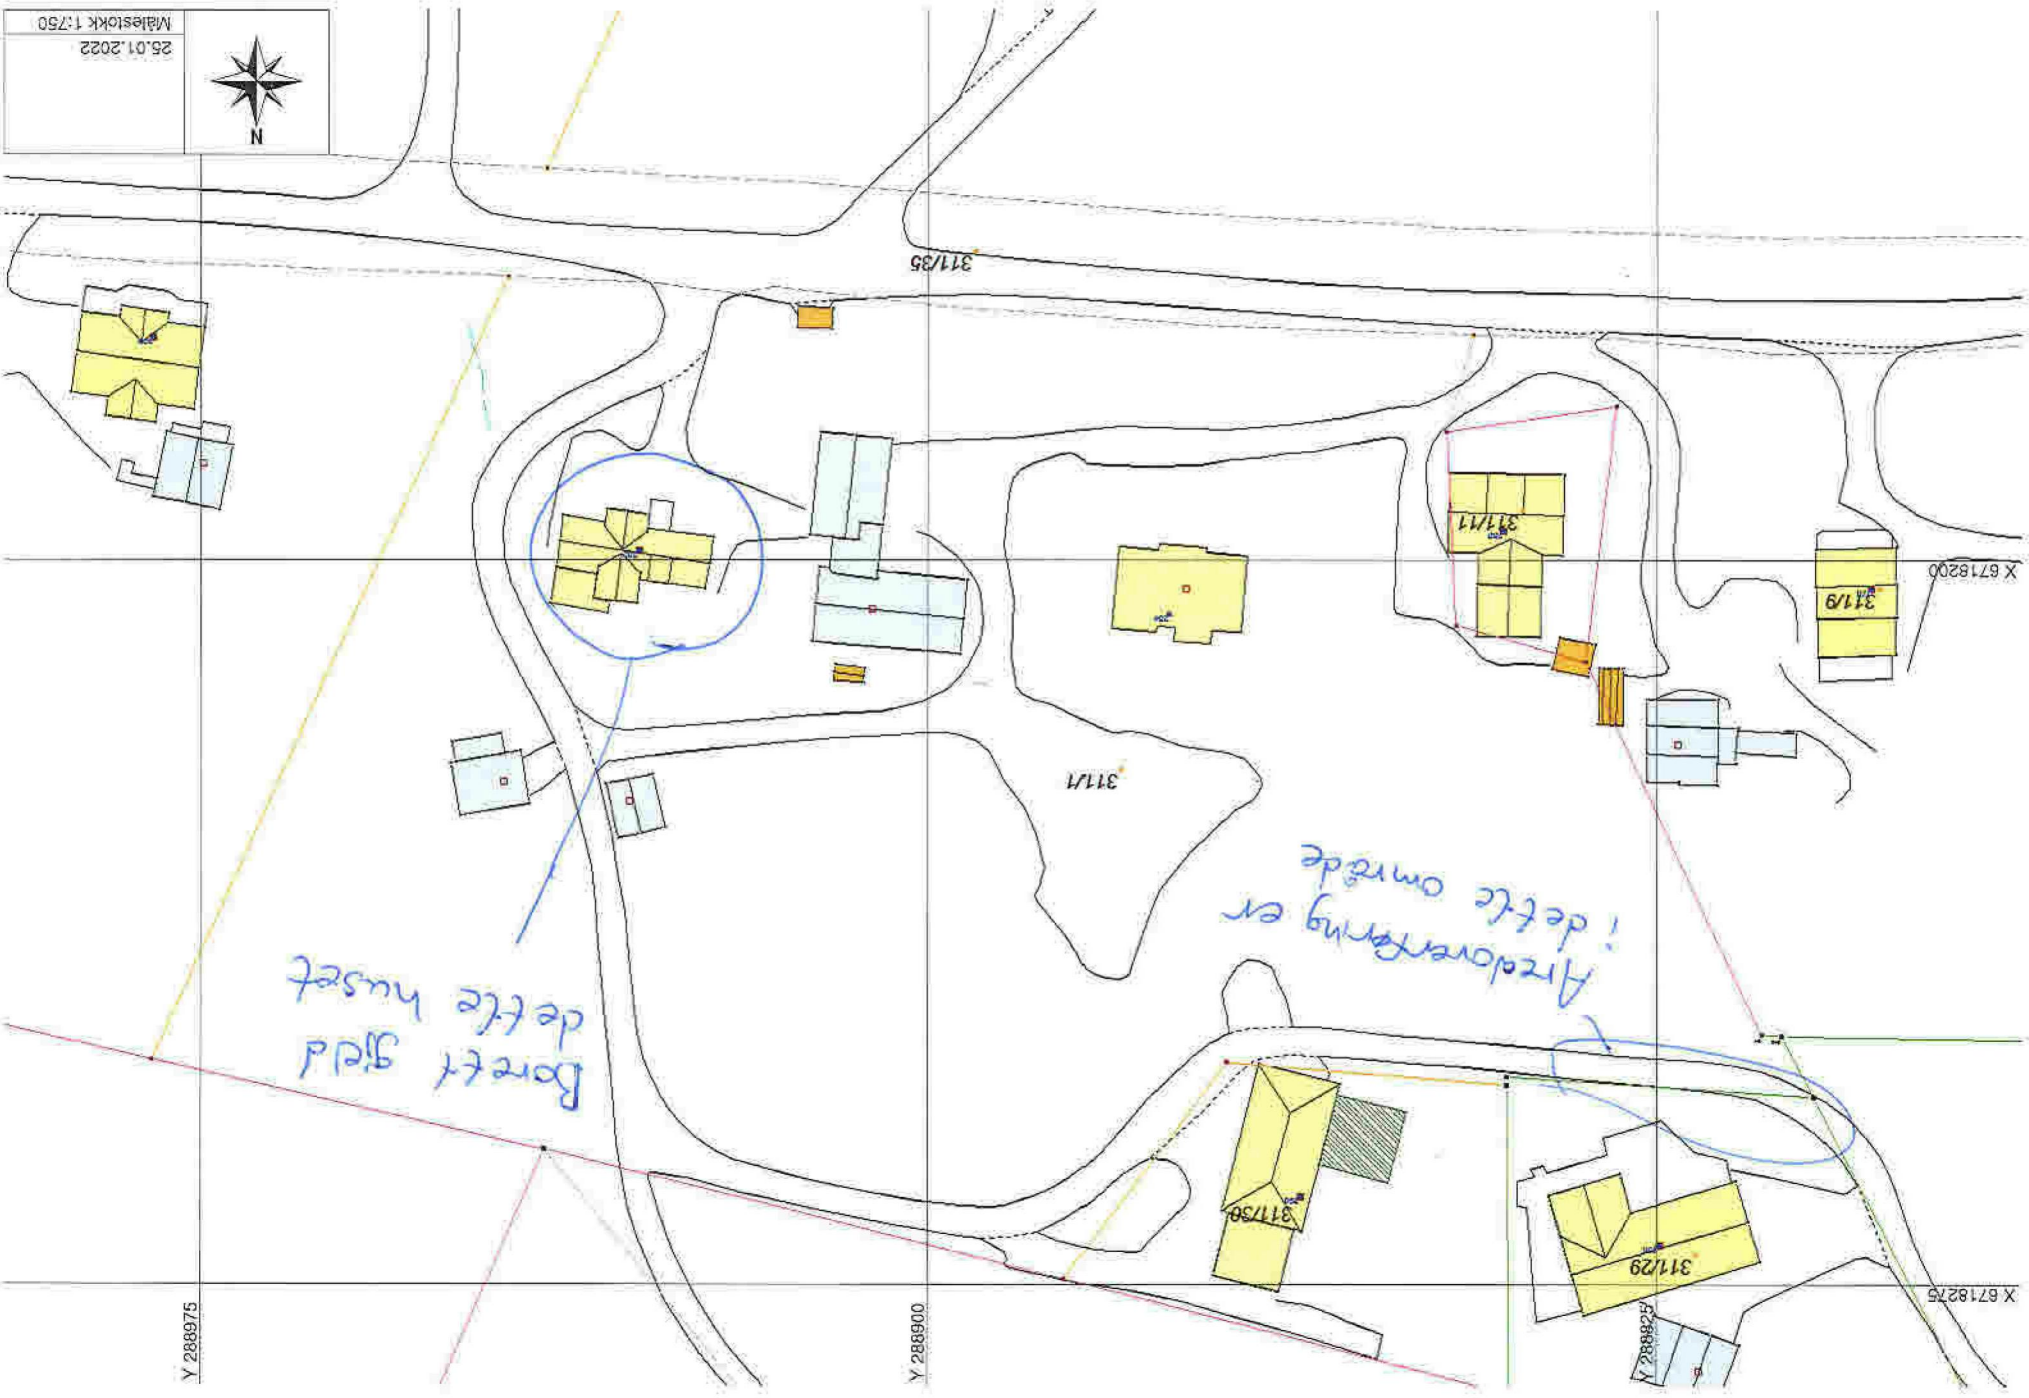 Y 288825
Y 288900
Y 288975
X 6718275
311/29
311/30
Borett gjeld
dette huset
Arealoverføring er
i dette område
311/1
311/9
X 6718200
311/11
311/35
N
25.01.2022
Målestokk 1:750